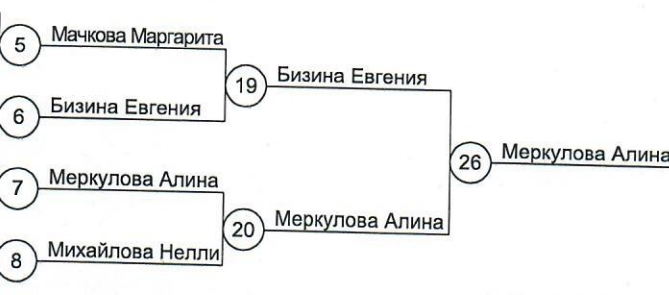 5 Мачкова Маргарита
19 Бизина Евгения
6 Бизина Евгения
26 Меркулова Алина
7 Меркулова Алина
20 Меркулова Алина
8 Михайлова Нелли